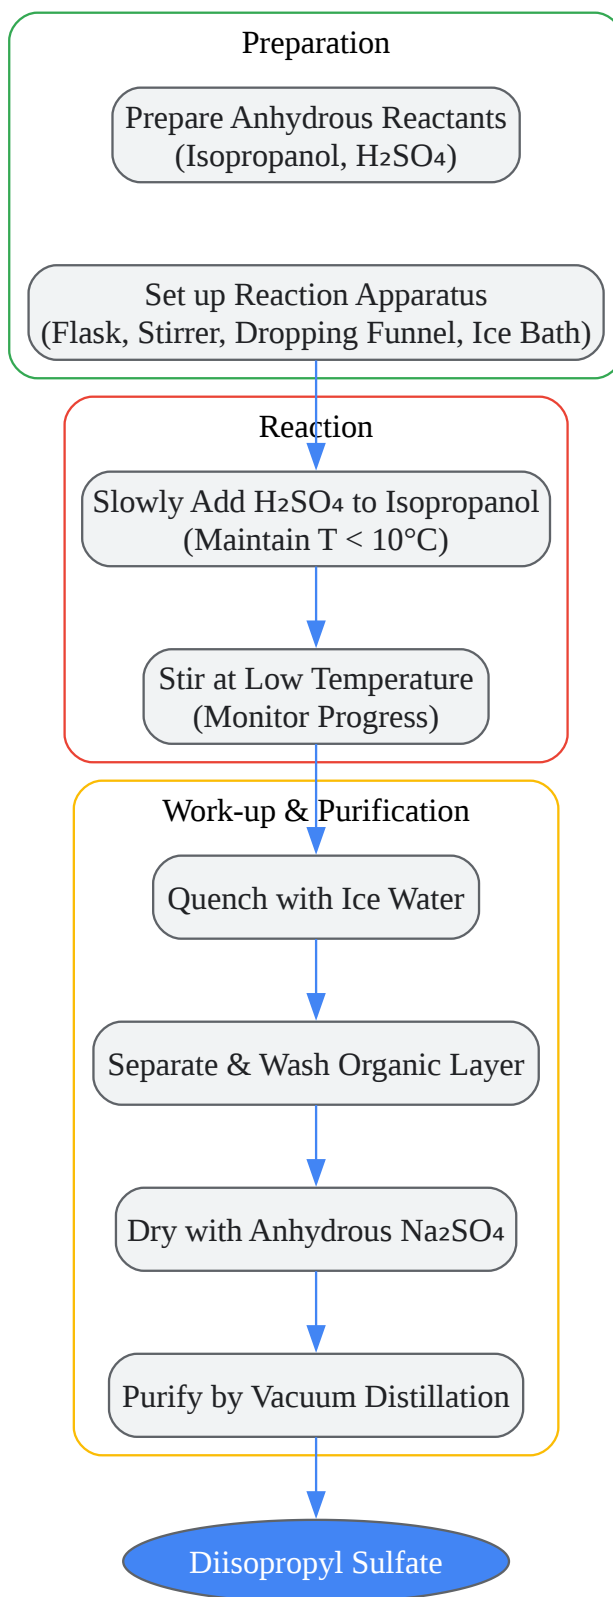 Preparation
Prepare Anhydrous Reactants
(Isopropanol, H₂SO₄)
Set up Reaction Apparatus
(Flask, Stirrer, Dropping Funnel, Ice Bath)
Reaction
Slowly Add H₂SO₄ to Isopropanol
(Maintain T < 10°C)
Stir at Low Temperature
(Monitor Progress)
Work-up & Purification
Quench with Ice Water
Separate & Wash Organic Layer
Dry with Anhydrous Na₂SO₄
Purify by Vacuum Distillation
Diisopropyl Sulfate